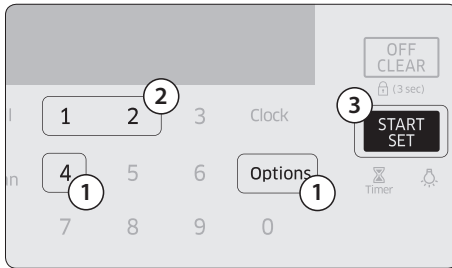 OFF
CLEAR
(3 sec)
2
3
l 1 2 3 Clock
START
SET
an 4 5 6 Options
1 1
Timer
7 8 9 0